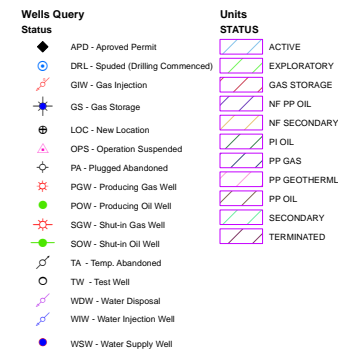 Wells Query
Status
APD - Aproved Permit
DRL - Spuded (Drilling Commenced)
GIW - Gas Injection
GS - Gas Storage
LOC - New Location
OPS - Operation Suspended
PA - Plugged Abandoned
PGW - Producing Gas Well
POW - Producing Oil Well
SGW - Shut-in Gas Well
SOW - Shut-in Oil Well
TA - Temp. Abandoned
TW - Test Well
WDW - Water Disposal
WIW - Water Injection Well
WSW - Water Supply Well
Units
STATUS
ACTIVE
EXPLORATORY
GAS STORAGE
NF PP OIL
NF SECONDARY
PI OIL
PP GAS
PP GEOTHERML
PP OIL
SECONDARY
TERMINATED